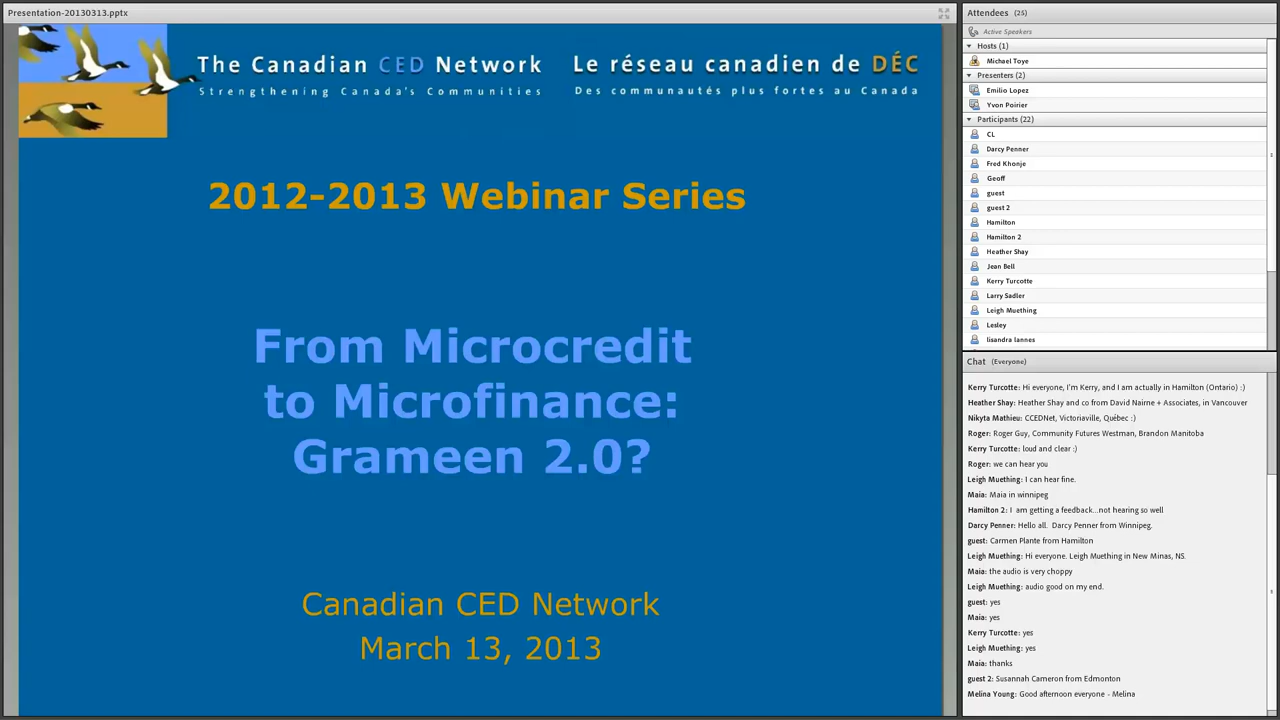 Presentation-20130313.pptx
The Canadian CED Network
Strengthening Canada's Communities
Le réseau canadien de DÉC
Des communautés plus fortes au Canada
2012-2013 Webinar Series
From Microcredit
to Microfinance:
Grameen 2.0?
Canadian CED Network
March 13, 2013
Attendees (25)
Active Speakers
Hosts (1)
Michael Toye
Presenters (2)
Emilio Lopez
Yvon Poirier
Participants (22)
CL
Darcy Penner
Fred Khonje
Geoff
guest
guest 2
Hamilton
Hamilton 2
Heather Shay
Jean Bell
Kerry Turcotte
Larry Sadler
Leigh Muething
Lesley
lisandra lannes
Chat (Everyone)
Kerry Turcotte: Hi everyone, I'm Kerry, and I am actually in Hamilton (Ontario) :)
Heather Shay: Heather Shay and co from David Nairne + Associates, in Vancouver
Nikyta Mathieu: CCEDNet, Victoriaville, Québec :)
Roger: Roger Guy, Community Futures Westman, Brandon Manitoba
Kerry Turcotte: loud and clear :)
Roger: we can hear you
Leigh Muething: I can hear fine.
Maia: Maia in winnipeg
Hamilton 2: I am getting a feedback...not hearing so well
Darcy Penner: Hello all. Darcy Penner from Winnipeg.
guest: Carmen Plante from Hamilton
Leigh Muething: Hi everyone. Leigh Muething in New Minas, NS.
Maia: the audio is very choppy
Leigh Muething: audio good on my end.
guest: yes
Maia: yes
Kerry Turcotte: yes
Leigh Muething: yes
Maia: thanks
guest 2: Susannah Cameron from Edmonton
Melina Young: Good afternoon everyone - Melina